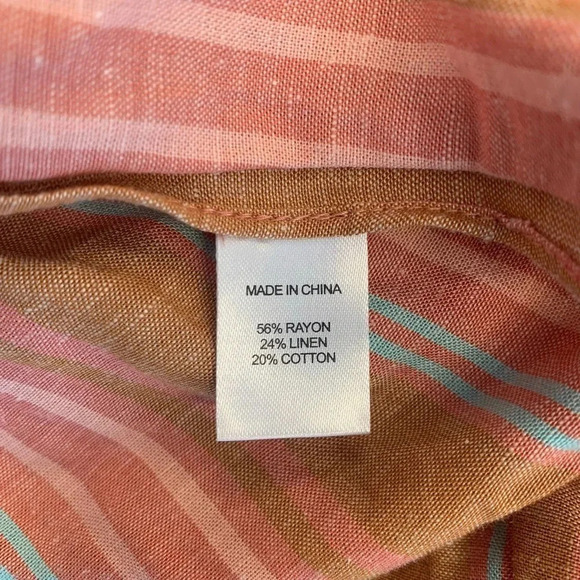 MADE IN CHINA
56% RAYON
24% LINEN
20% COTTON